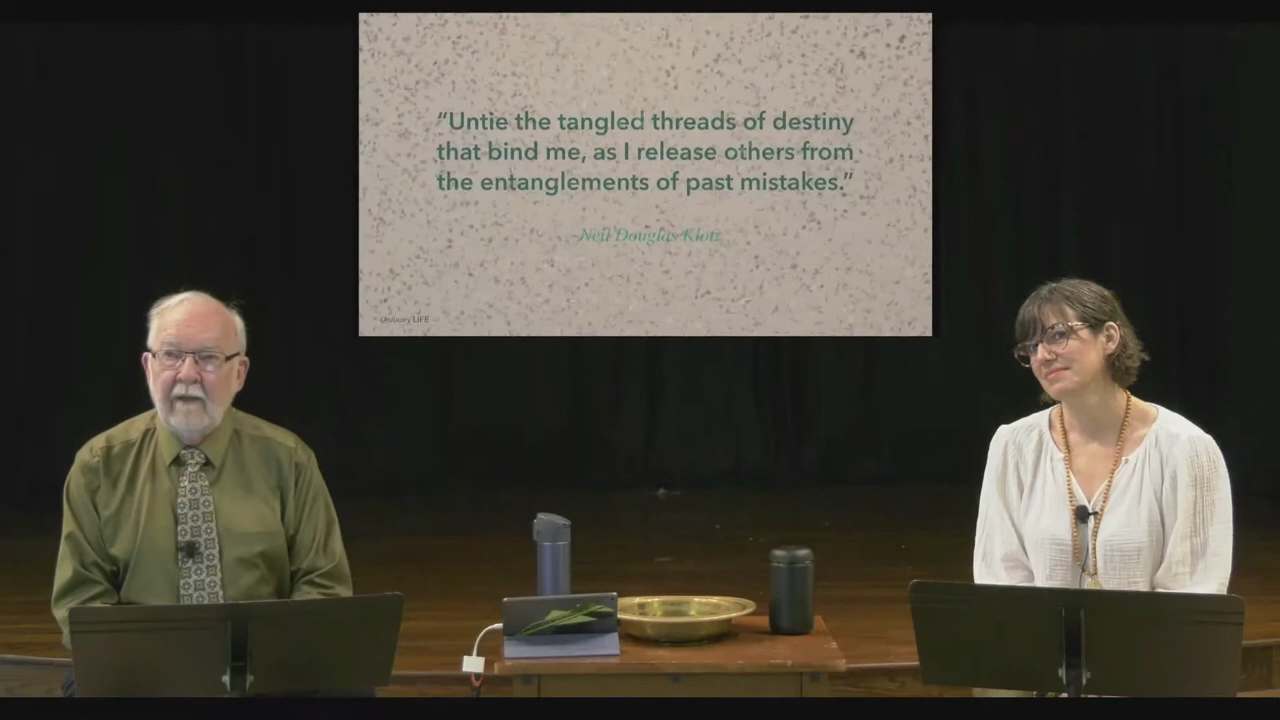 “Untie the tangled threads of destiny
that bind me, as I release others from
the entanglements of past mistakes.”
-Neil Douglas Klotz
Ordinary LIFE